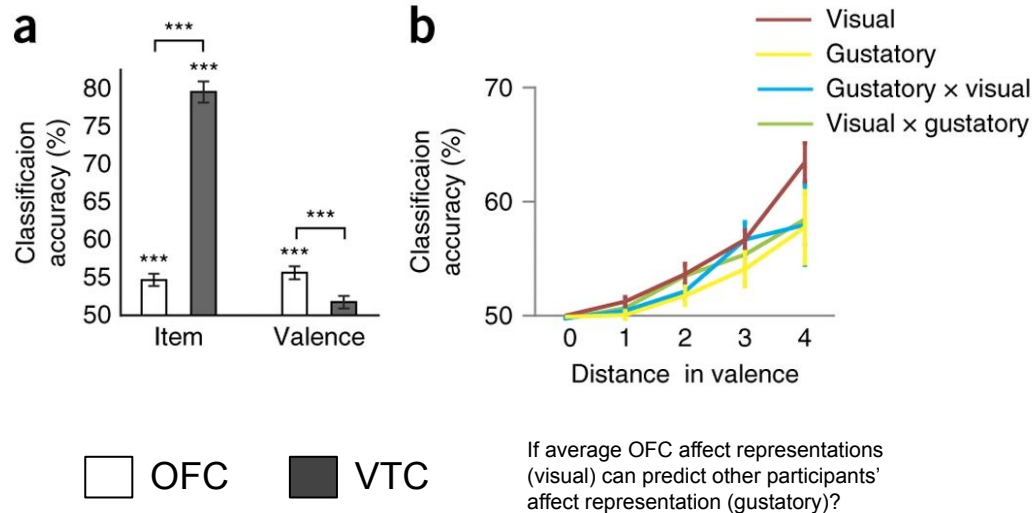 a
***
***
***
***
***
Classificaion
accuracy (%)
80
75
70
65
60
55
50
Item
Valence
b
Visual
Gustatory
Gustatory × visual
Visual × gustatory
Classificaion
accuracy (%)
70
60
50
0
1
2
3
4
Distance in valence
OFC
VTC
If average OFC affect representations
(visual) can predict other participants’
affect representation (gustatory)?